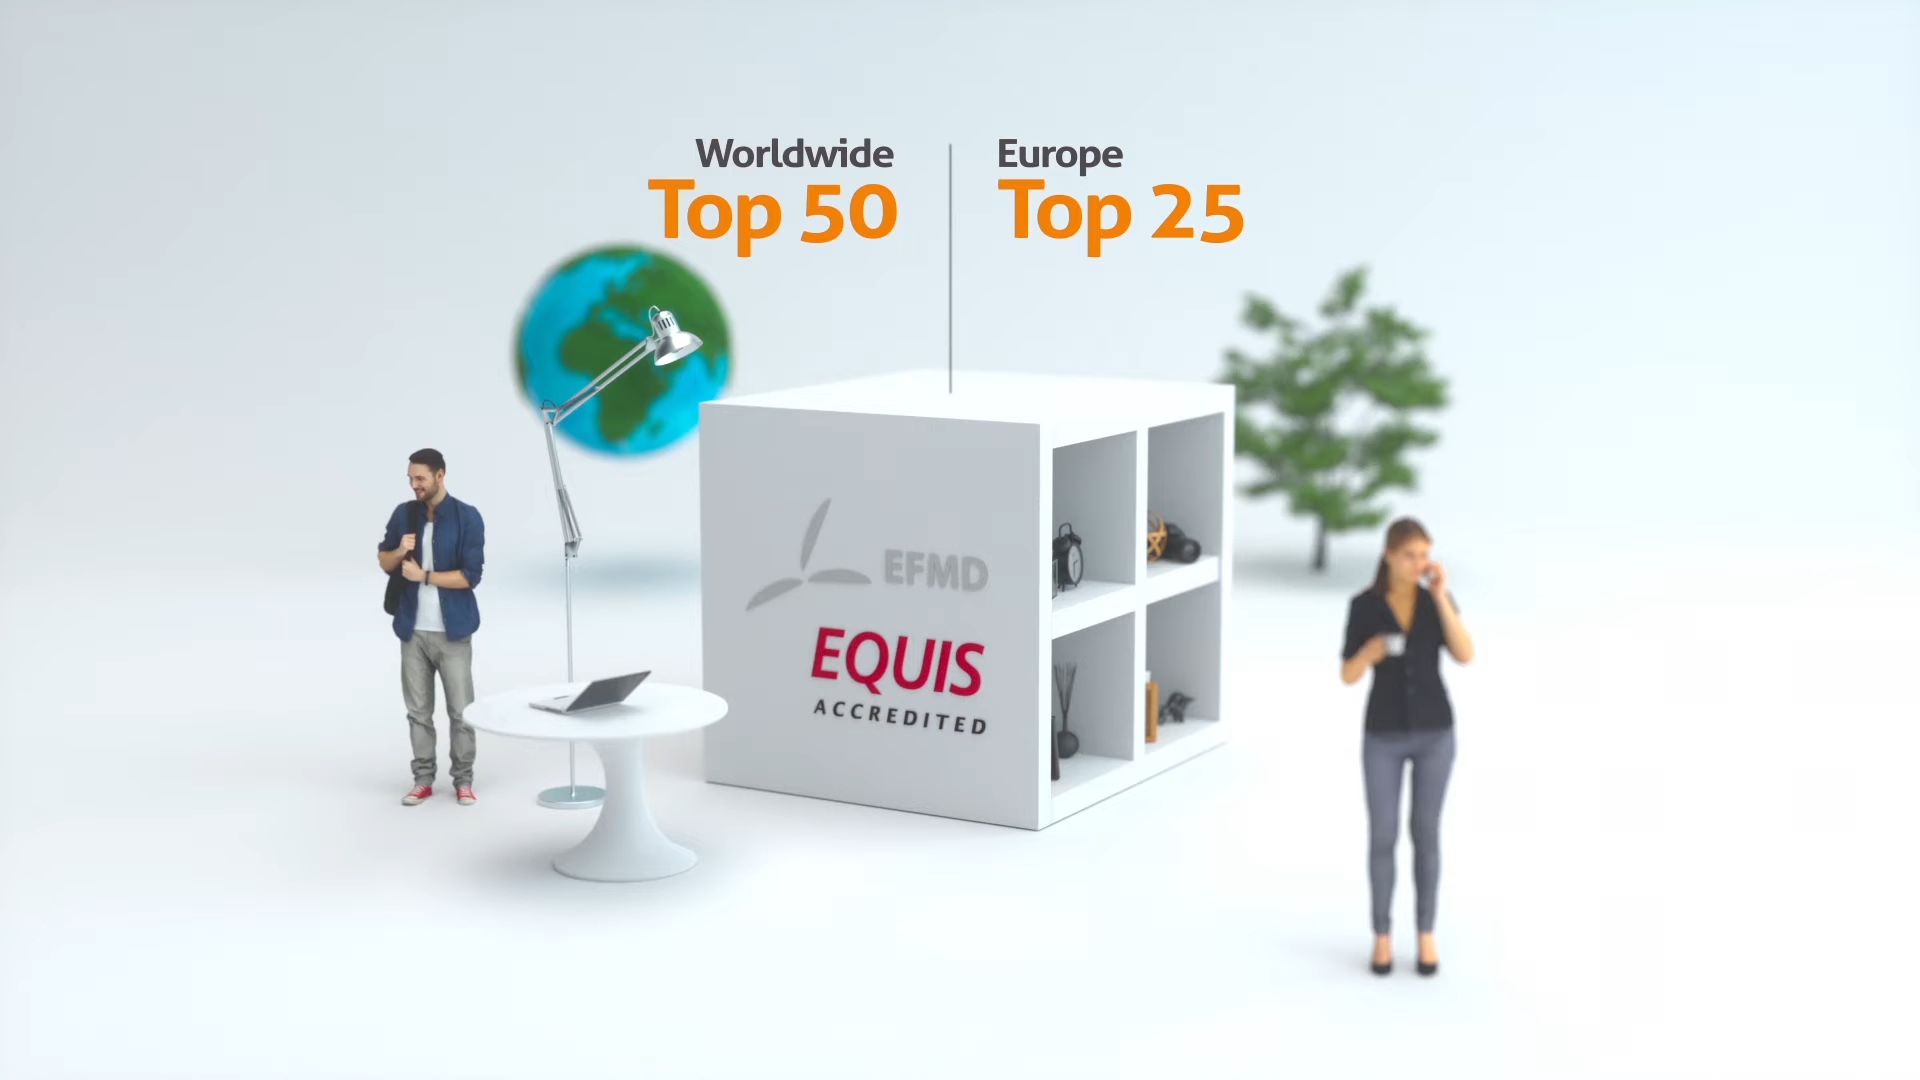 Worldwide
Top 50
Europe
Top 25
EFMD
EQUIS
ACCREDITED